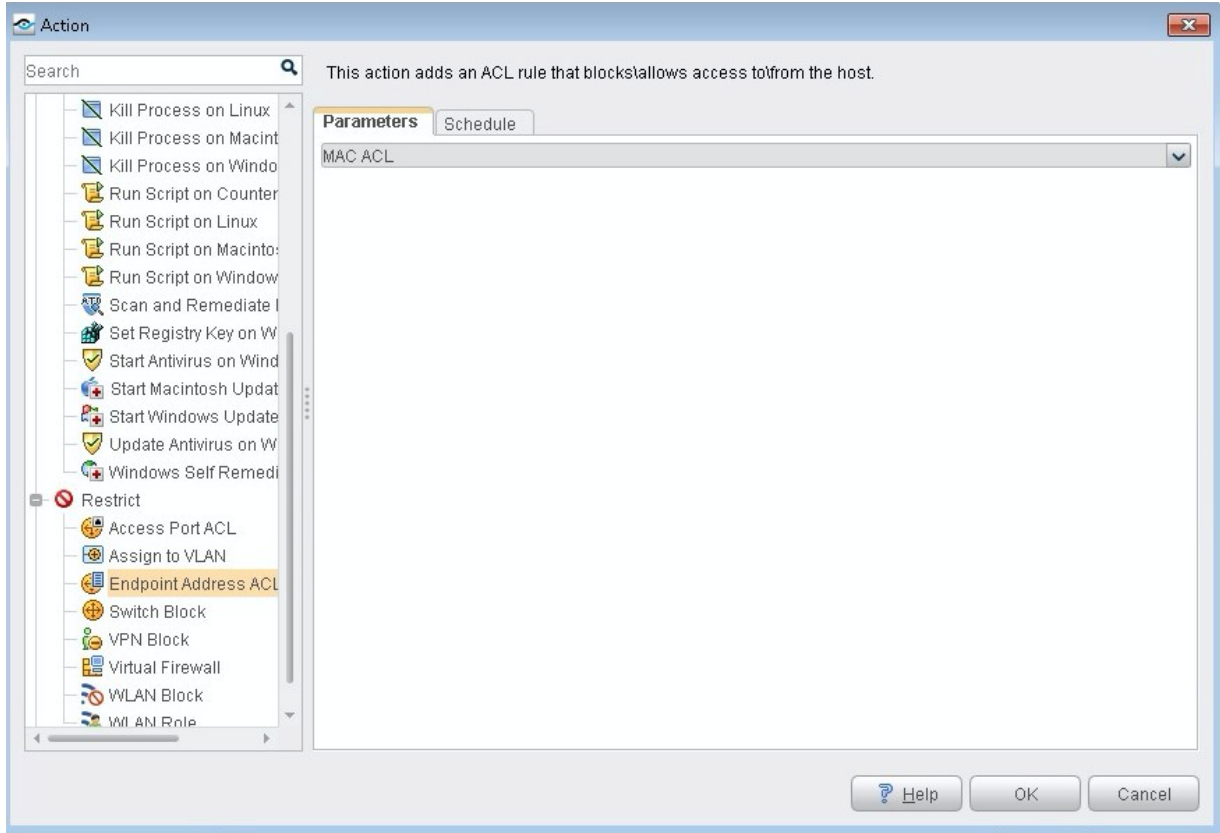 Action
Search
This action adds an ACL rule that blocks\allows access to\from the host.
Kill Process on Linux
Kill Process on Macint
Kill Process on Windo
Run Script on Counter
Run Script on Linux
Run Script on Macinto
Run Script on Window
Scan and Remediate
Set Registry Key on W
Start Antivirus on Wind
Start Macintosh Updat
Start Windows Update
Update Antivirus on W
Windows Self Remedi
Restrict
Access Port ACL
Assign to VLAN
Endpoint Address ACL
Switch Block
VPN Block
Virtual Firewall
WLAN Block
WLAN Role
Parameters
Schedule
MAC ACL
Help
OK
Cancel